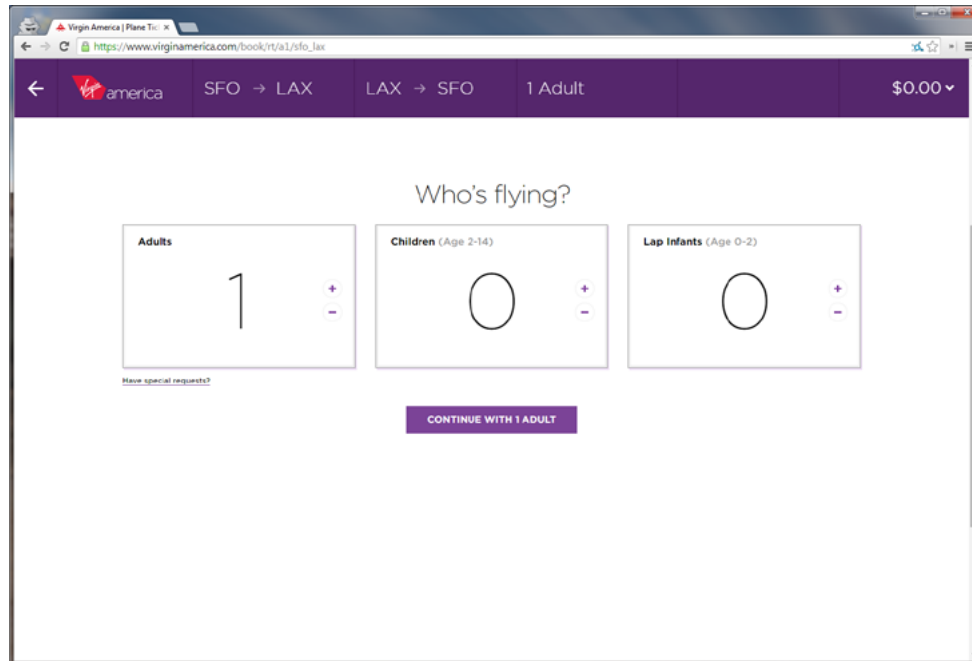 Virgin America | Plane Tic
https://www.virginamerica.com/book/rt/a1/sfo_lax
america SFO → LAX LAX → SFO 1 Adult $0.00
Who's flying?
Adults Children (Age 2-14) Lap Infants (Age 0-2)
1 + − 0 + − 0 + −
Have special requests?
CONTINUE WITH 1 ADULT